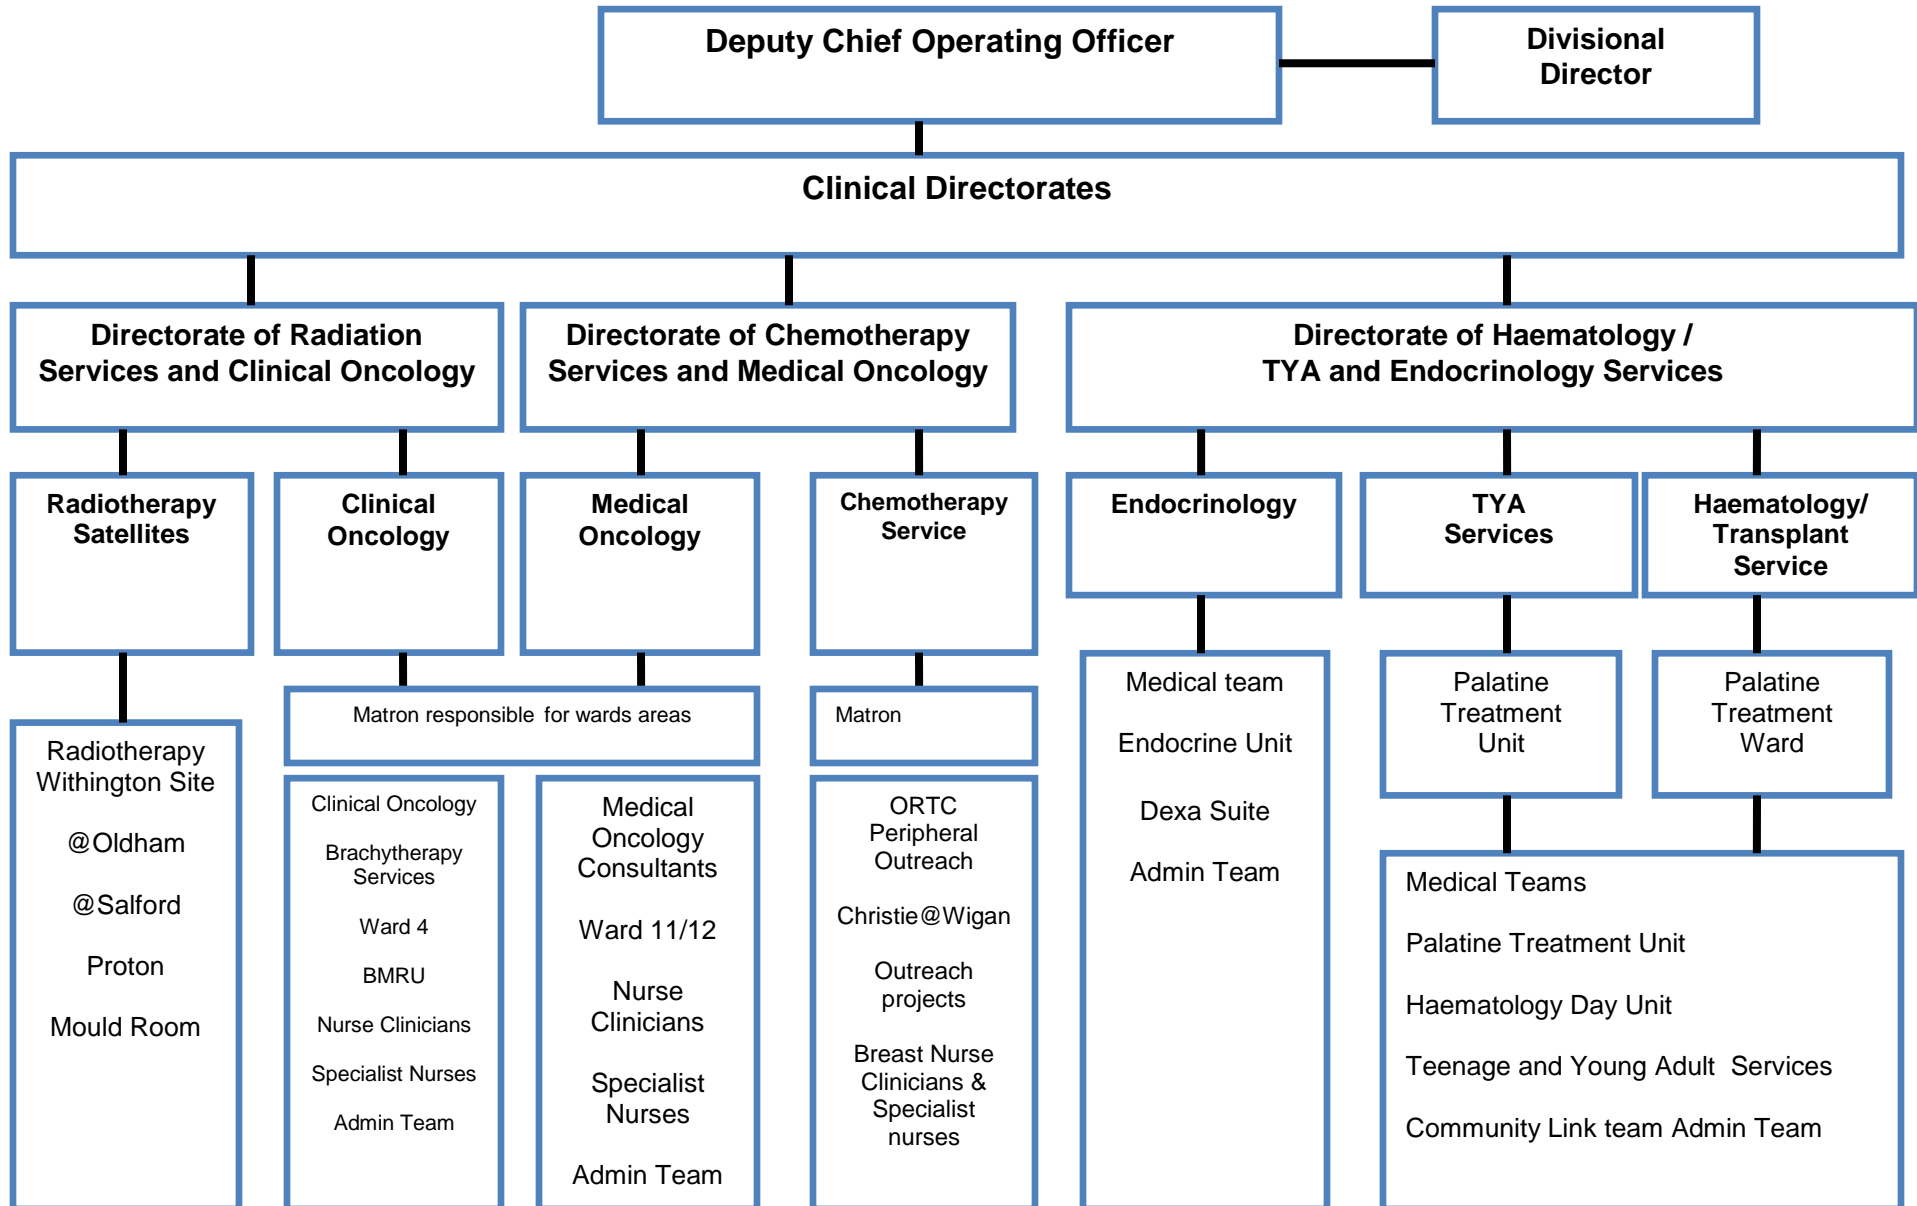 Deputy Chief Operating Officer
Divisional
Director
Clinical Directorates
Directorate of Radiation
Services and Clinical Oncology
Directorate of Chemotherapy
Services and Medical Oncology
Directorate of Haematology /
TYA and Endocrinology Services
Radiotherapy
Satellites
Clinical
Oncology
Medical
Oncology
Chemotherapy
Service
Endocrinology
TYA
Services
Haematology/
Transplant
Service
Radiotherapy
Withington Site
@Oldham
@Salford
Proton
Mould Room
Matron responsible for wards areas
Clinical Oncology
Brachytherapy
Services
Ward 4
BMRU
Nurse Clinicians
Specialist Nurses
Admin Team
Medical
Oncology
Consultants
Ward 11/12
Nurse
Clinicians
Specialist
Nurses
Admin Team
Matron
ORTC
Peripheral
Outreach
Christie@Wigan
Outreach
projects
Breast Nurse
Clinicians &
Specialist
nurses
Medical team
Endocrine Unit
Dexa Suite
Admin Team
Palatine
Treatment
Unit
Palatine
Treatment
Ward
Medical Teams
Palatine Treatment Unit
Haematology Day Unit
Teenage and Young Adult Services
Community Link team Admin Team